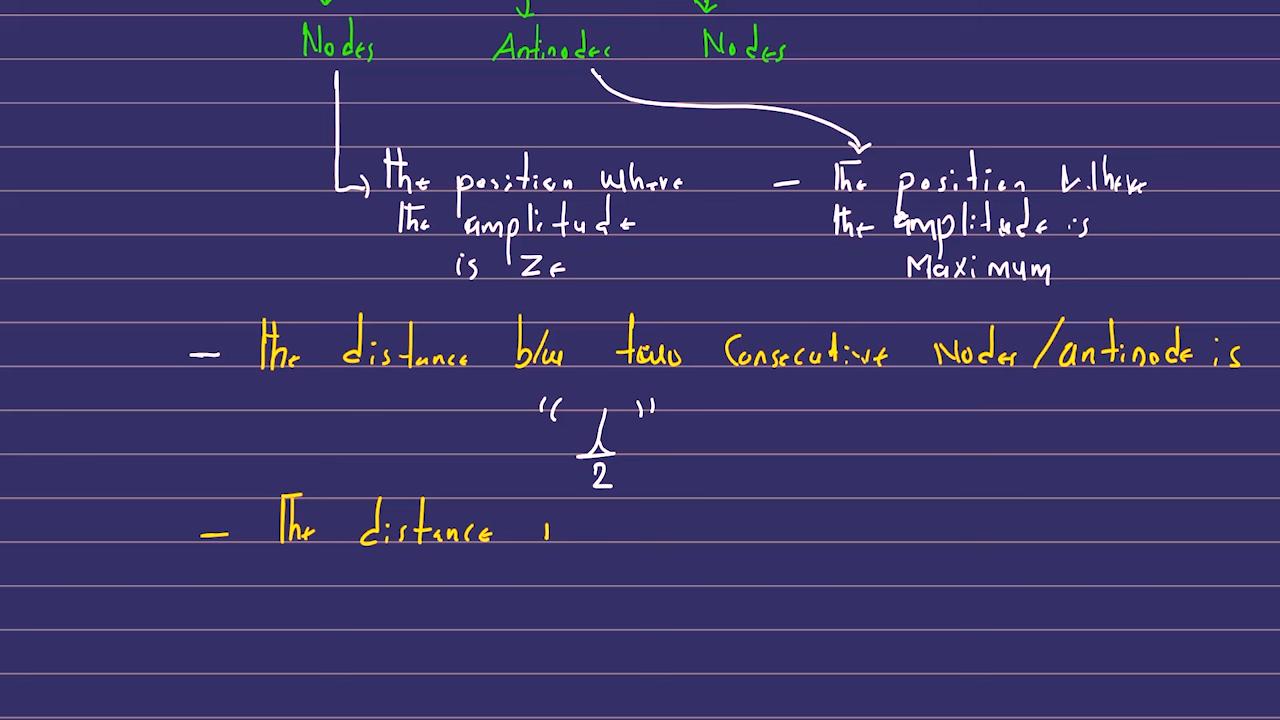 Nodes Antinodes Nodes
The position where - The position where
the amplitude the amplitude is
is Ze Maximum
- The distance b/w two Consecutive Nodes/antinode is
" λ "
2
- The distance